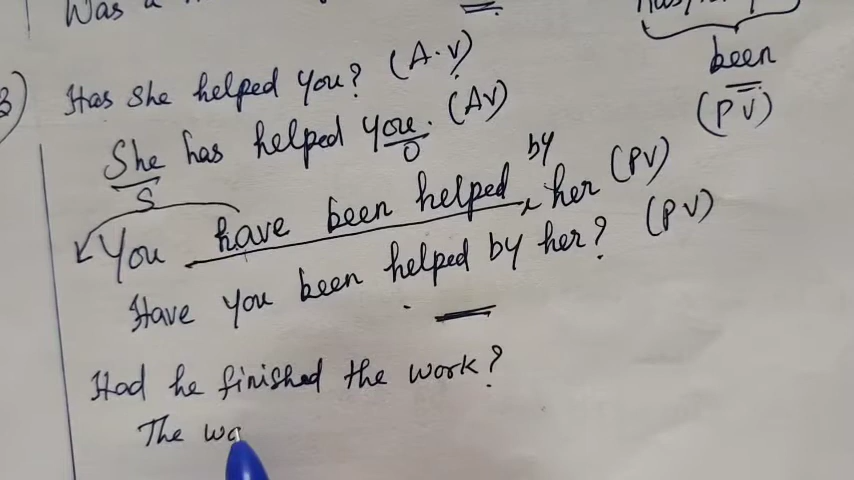 Was a
been
(PV)
3) Has she helped you? (A.V)
She has helped you. (AV)
S O
by
You have been helped her (PV)
Have you been helped by her? (PV)
Had he finished the work?
The wo